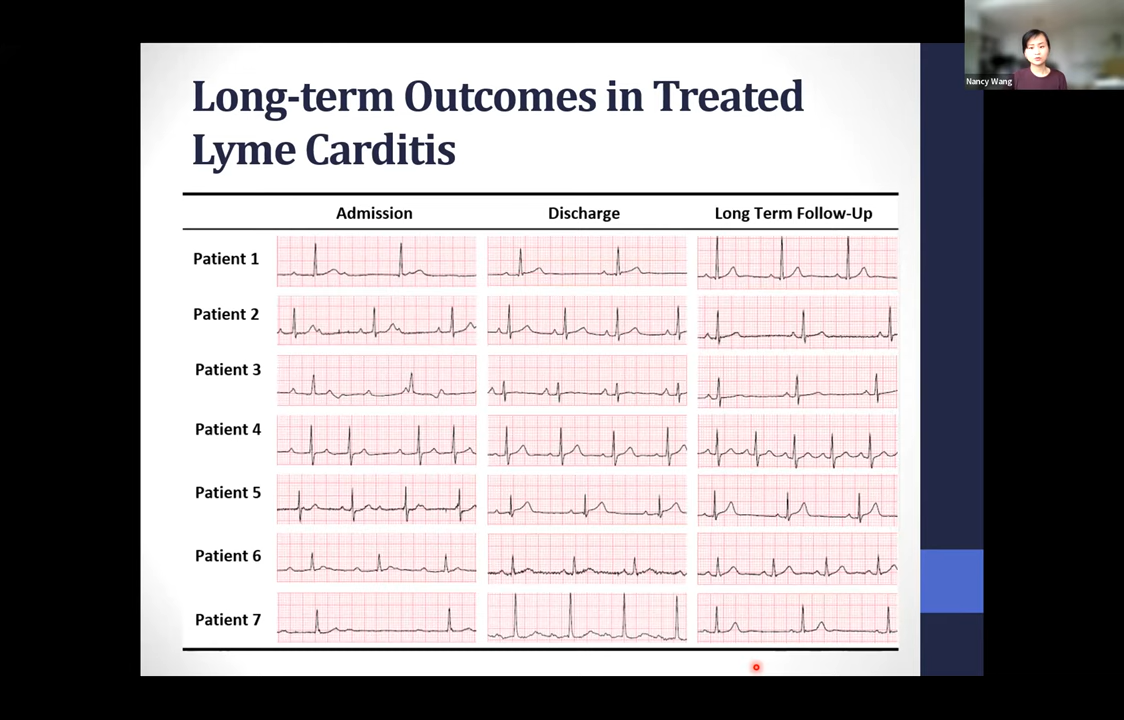 Nancy Wang
Long-term Outcomes in Treated
Lyme Carditis
Admission Discharge Long Term Follow-Up
Patient 1
Patient 2
Patient 3
Patient 4
Patient 5
Patient 6
Patient 7